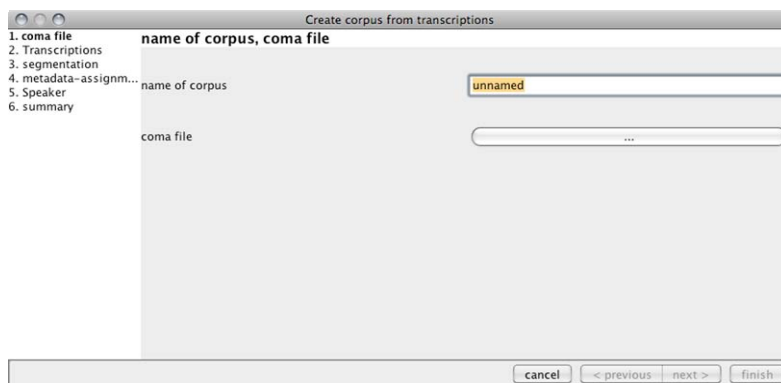 Create corpus from transcriptions
1. coma file
2. Transcriptions
3. segmentation
4. metadata-assignm...
5. Speaker
6. summary
name of corpus, coma file
name of corpus
unnamed
coma file
...
cancel
< previous
next >
finish